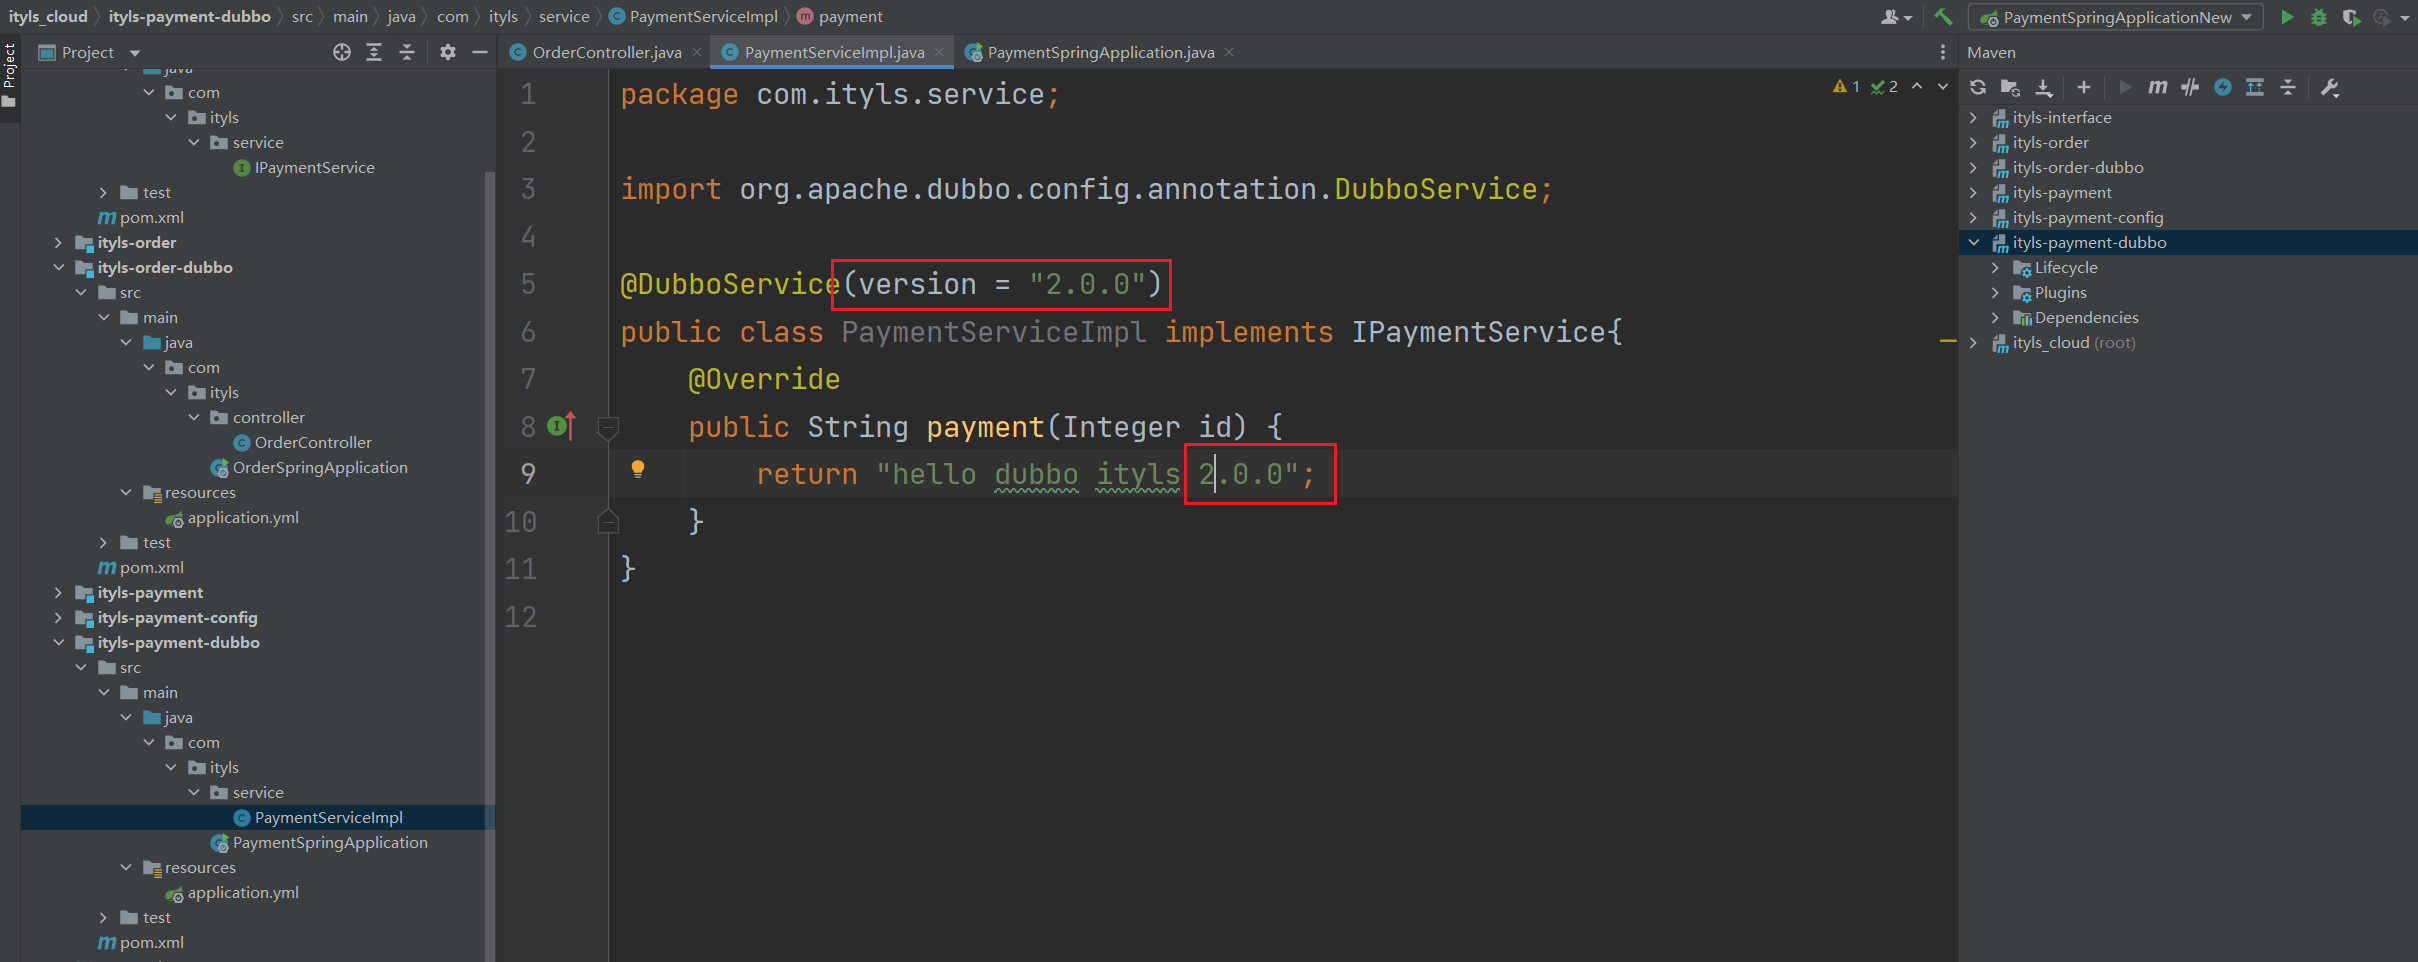 ityls_cloud ityls-payment-dubbo src main java com ityls service PaymentServiceImpl payment
PaymentSpringApplicationNew
Project
Project
java
com
ityls
service
IPaymentService
test
pom.xml
ityls-order
ityls-order-dubbo
src
main
java
com
ityls
controller
OrderController
OrderSpringApplication
resources
application.yml
test
pom.xml
ityls-payment
ityls-payment-config
ityls-payment-dubbo
src
main
java
com
ityls
service
PaymentServiceImpl
PaymentSpringApplication
resources
application.yml
test
pom.xml
OrderController.java PaymentServiceImpl.java PaymentSpringApplication.java
1 2
1 package com.ityls.service;
2
3 import org.apache.dubbo.config.annotation.DubboService;
4
5 @DubboService(version = "2.0.0")
6 public class PaymentServiceImpl implements IPaymentService{
7 @Override
8 public String payment(Integer id) {
9 return "hello dubbo ityls 2.0.0";
10 }
11 }
12
Maven
ityls-interface
ityls-order
ityls-order-dubbo
ityls-payment
ityls-payment-config
ityls-payment-dubbo
Lifecycle
Plugins
Dependencies
ityls_cloud (root)